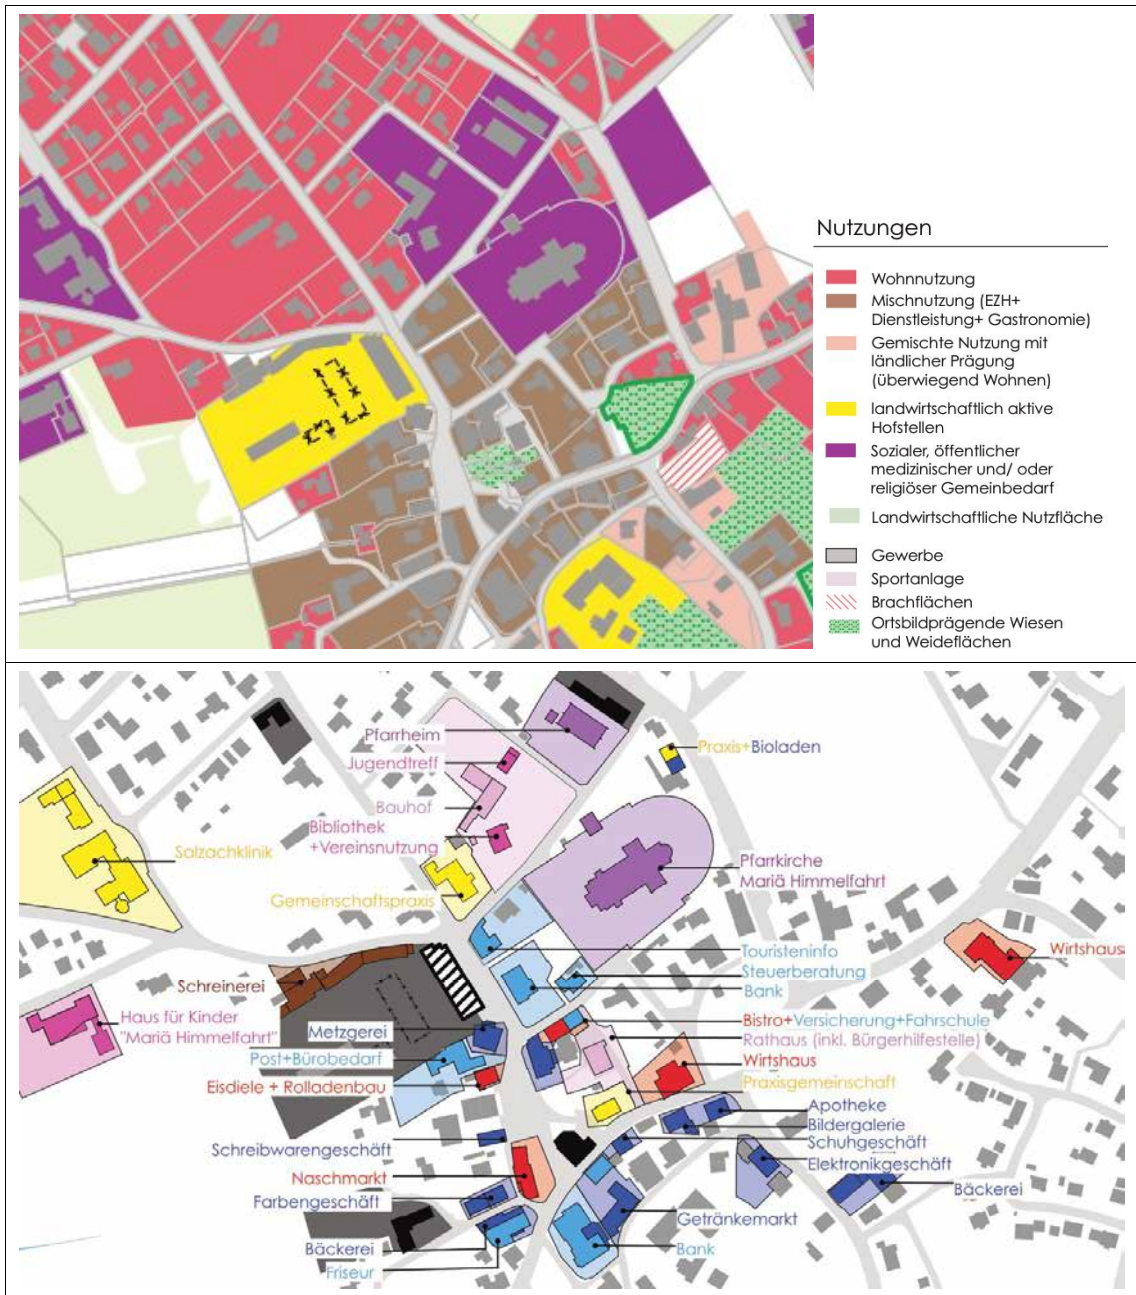 Nutzungen
Wohnnutzung
Mischnutzung (EZH+
Dienstleistung+ Gastronomie)
Gemischte Nutzung mit
ländlicher Prägung
(überwiegend Wohnen)
landwirtschaftlich aktive
Hofstellen
Sozialer, öffentlicher
medizinischer und/ oder
religiöser Gemeinbedarf
Landwirtschaftliche Nutzfläche
Gewerbe
Sportanlage
Brachflächen
Ortsbildprägende Wiesen
und Weideflächen
Pfarrheim
Jugendtreff
Bauhof
Bibliothek
+Vereinsnutzung
Salzachklinik
Gemeinschaftspraxis
Praxis+Bioladen
Pfarrkirche
Mariä Himmelfahrt
Touristeninfo
Steuerberatung
Bank
Wirtshaus
Schreinerei
Haus für Kinder
"Mariä Himmelfahrt"
Metzgerei
Post+Bürobedarf
Eisdiele + Rolladenbau
Bistro+Versicherung+Fahrschule
Rathaus (inkl. Bürgerhilfestelle)
Wirtshaus
Praxisgemeinschaft
Apotheke
Bildergalerie
Schuhgeschäft
Elektronikgeschäft
Bäckerei
Schreibwarengeschäft
Naschmarkt
Farbengeschäft
Getränkemarkt
Bäckerei
Bank
Friseur